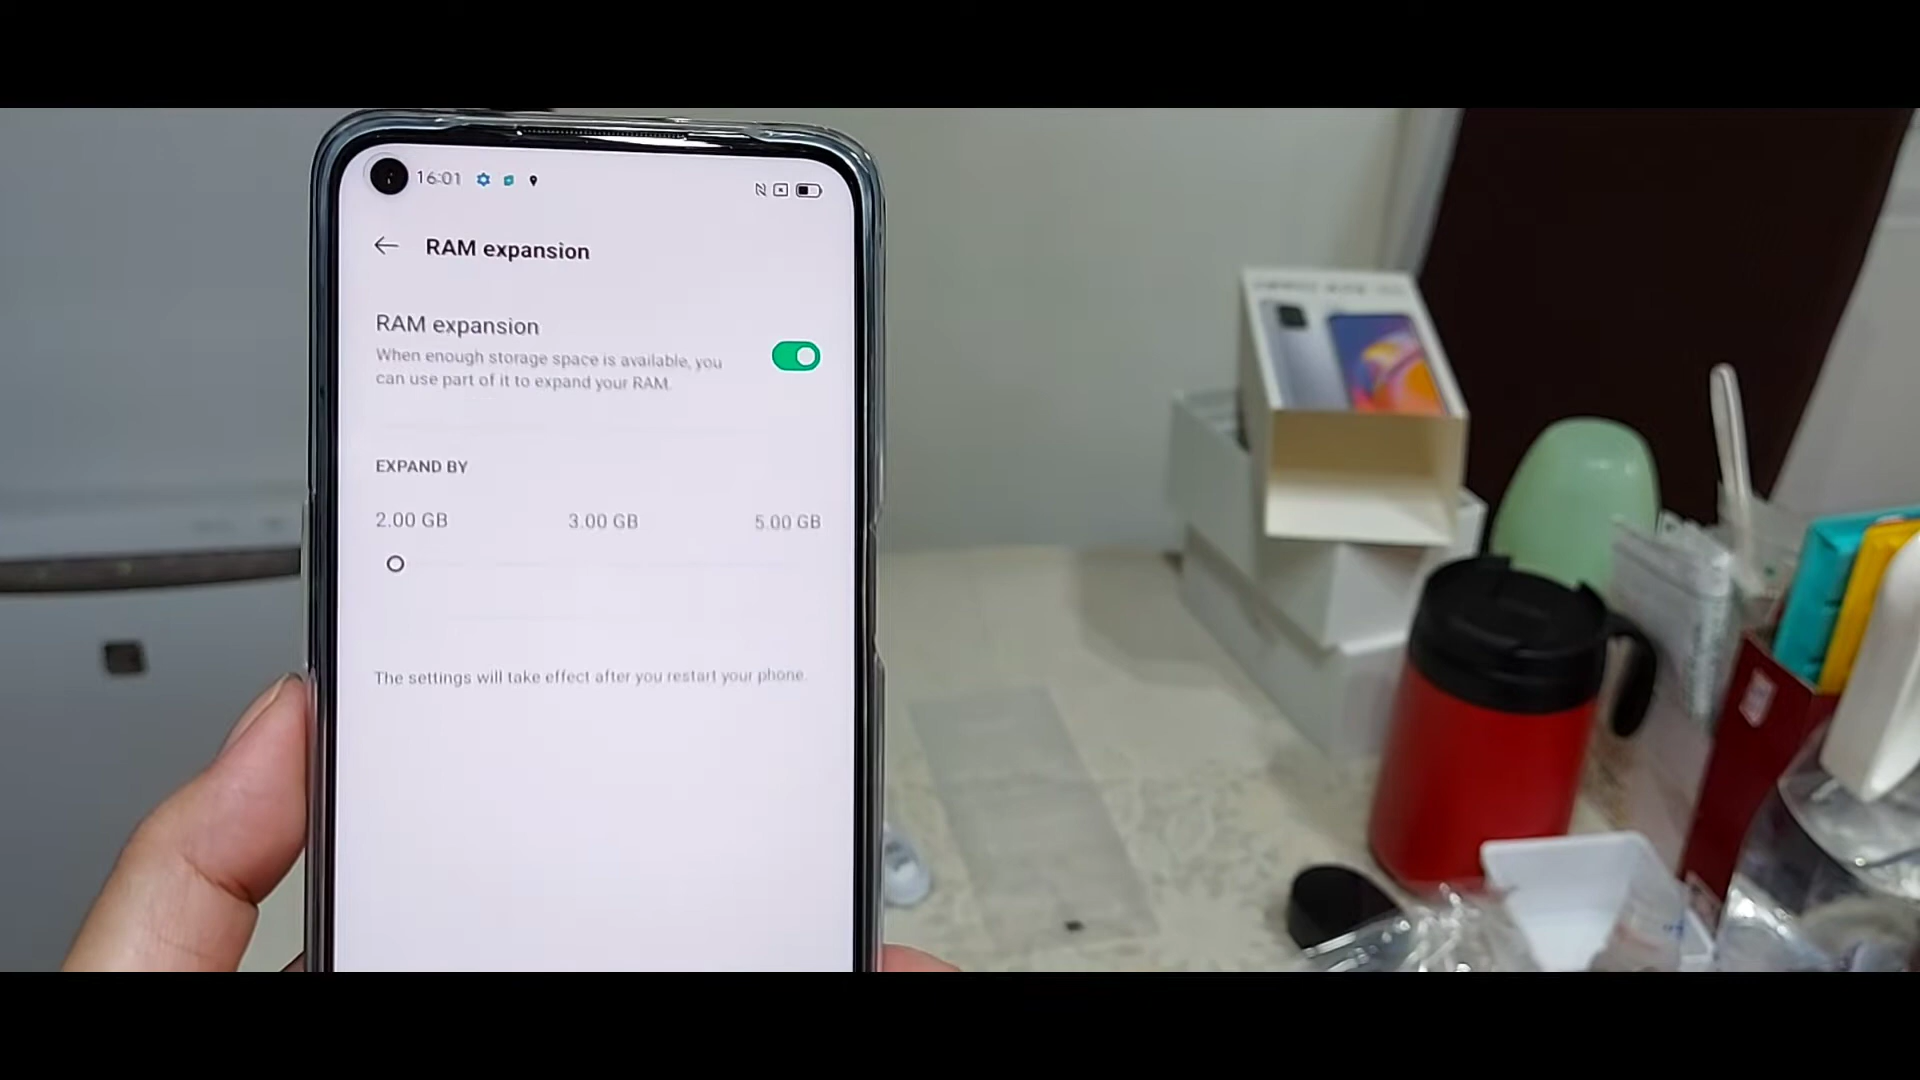 16:01
RAM expansion
RAM expansion
When enough storage space is available, you
can use part of it to expand your RAM.
EXPAND BY
2.00 GB 3.00 GB 5.00 GB
The settings will take effect after you restart your phone.